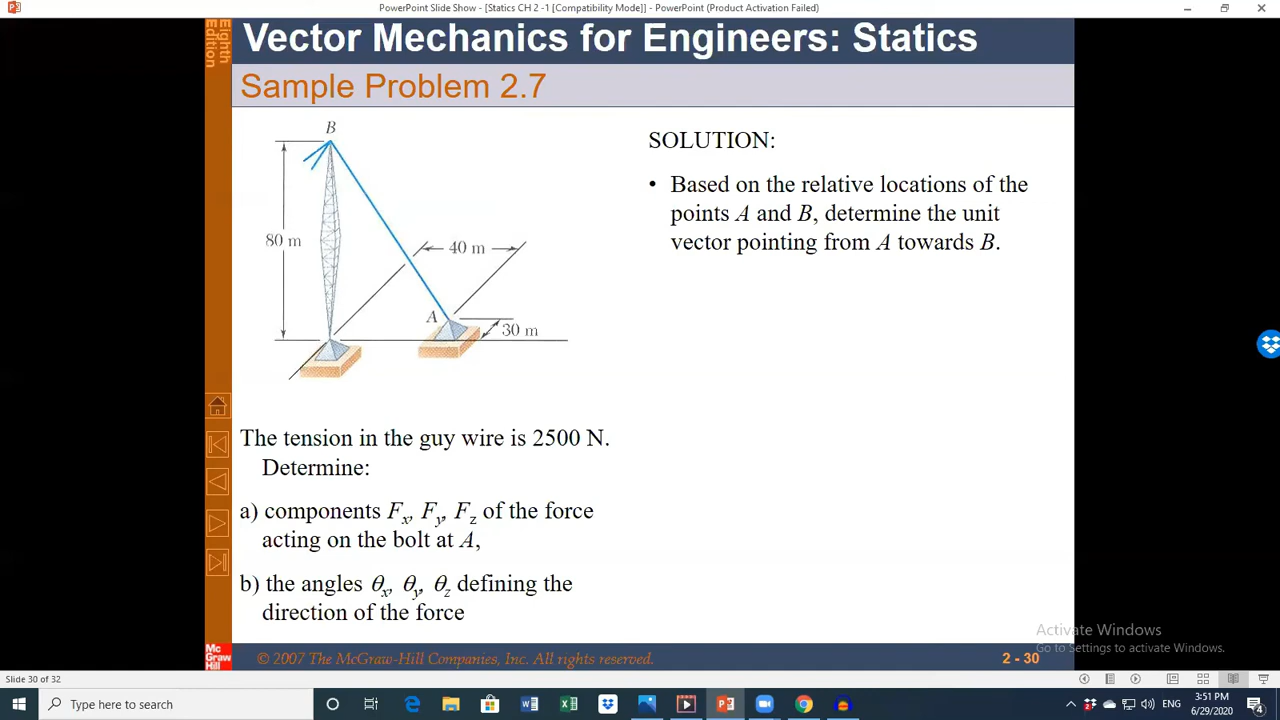 PowerPoint Slide Show - [Statics CH 2 -1 [Compatibility Mode]] - PowerPoint (Product Activation Failed)
Eighth
Edition
Vector Mechanics for Engineers: Statics
Sample Problem 2.7
B
80 m
40 m
A
30 m
SOLUTION:
• Based on the relative locations of the
points A and B, determine the unit
vector pointing from A towards B.
The tension in the guy wire is 2500 N.
Determine:
a) components Fx, Fy, Fz of the force
acting on the bolt at A,
b) the angles θx, θy, θz defining the
direction of the force
Mc
Graw
Hill
© 2007 The McGraw-Hill Companies, Inc. All rights reserved.
2 - 30
Activate Windows
Go to Settings to activate Windows.
Slide 30 of 32
Type here to search
ENG
3:51 PM
6/29/2020